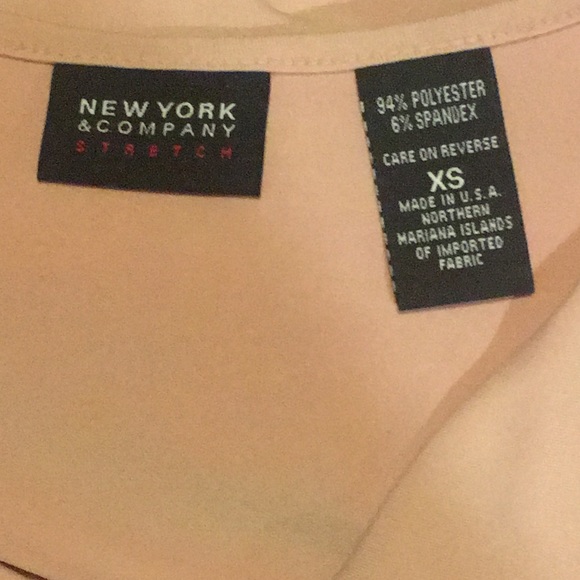 NEW YORK
& COMPANY
STRETCH
94% POLYESTER
6% SPANDEX
CARE ON REVERSE
XS
MADE IN U.S.A.
NORTHERN
MARIANA ISLANDS
OF IMPORTED
FABRIC